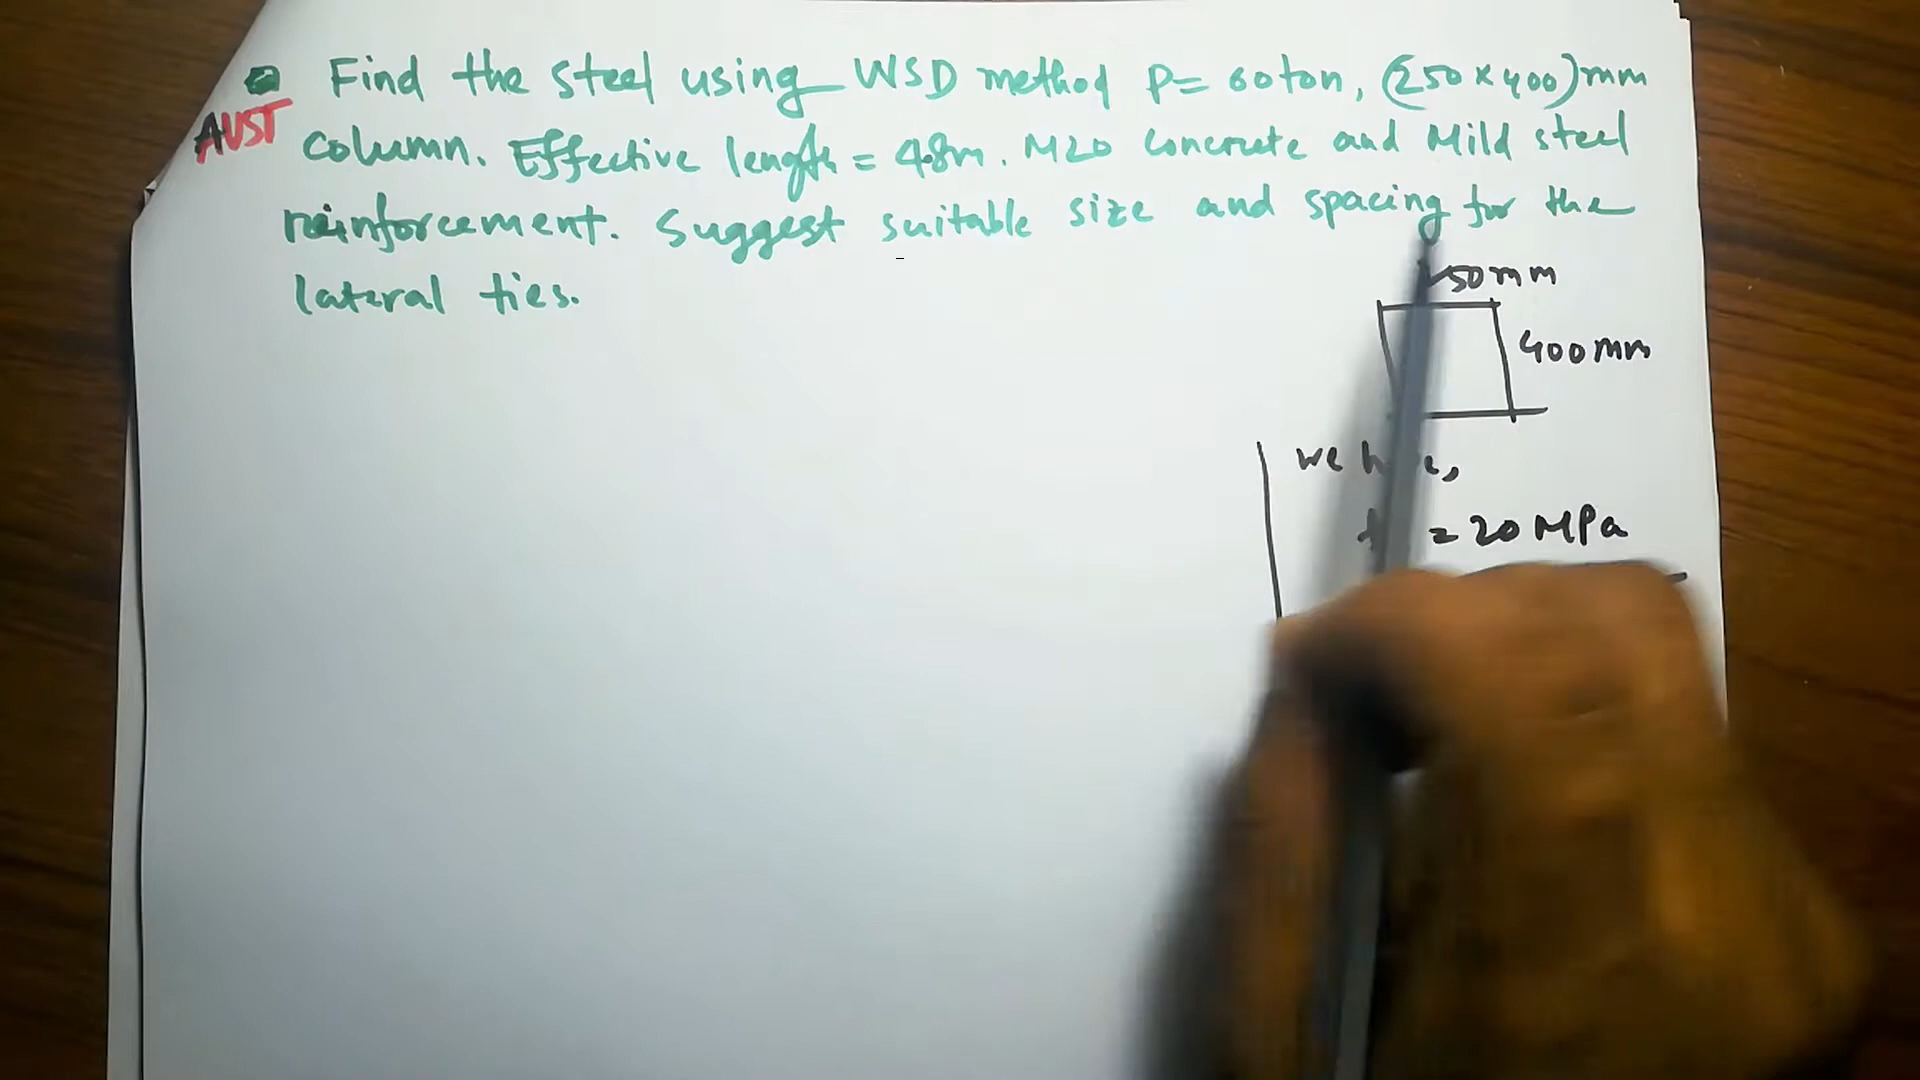 Find the steel using WSD method P= 60ton, (250×400)mm
AUST
column. Effective length = 4.8m. M20 concrete and Mild steel
reinforcement. Suggest suitable size and spacing for the
lateral ties.
50mm
400mm
we
= 20 MPa